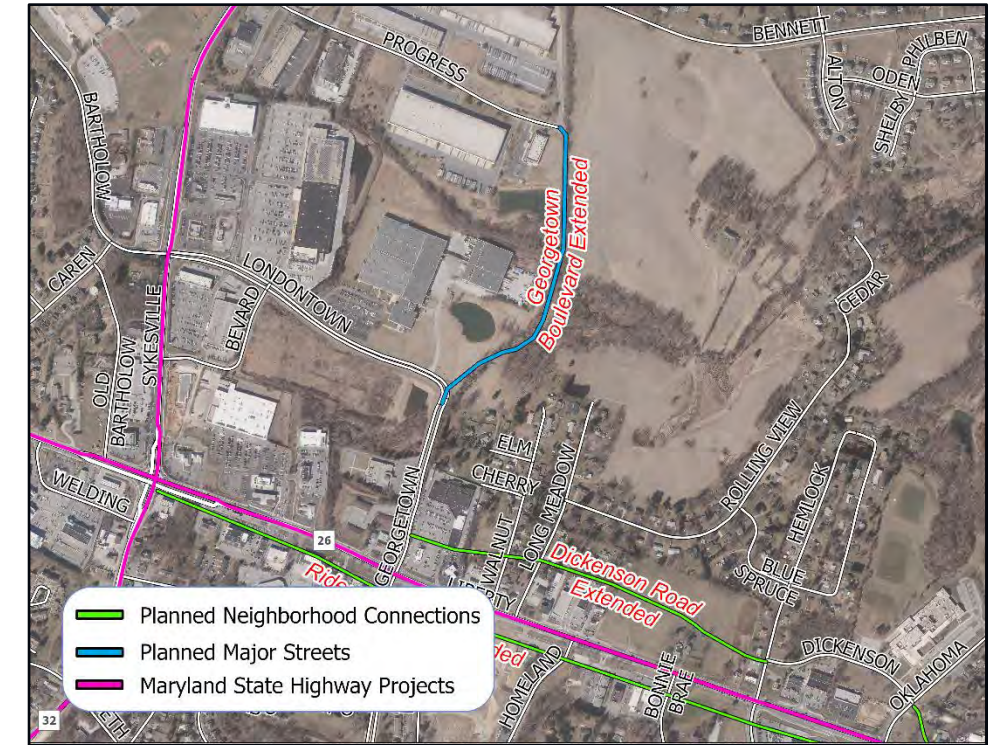 BENNETT
PHILBEN
ALTON
ODEN
SHELBY
PROGRESS
BARTHOLOW
Georgetown
Boulevard Extended
CAREN
LONDONTOWN
BEVARD
CEDAR
OLD
BARTHOLOW
SYKESVILLE
ELM
CHERRY
ROLLING VIEW
WELDING
GEORGETOWN
WALNUT
LONG MEADOW
HEMLOCK
26
BLUE
SPRUCE
LIBERTY
Dickenson Road
Extended
DICKENSON
OKLAHOMA
HOMELAND
BONNIE
BRAE
Planned Neighborhood Connections
Planned Major Streets
Maryland State Highway Projects
32